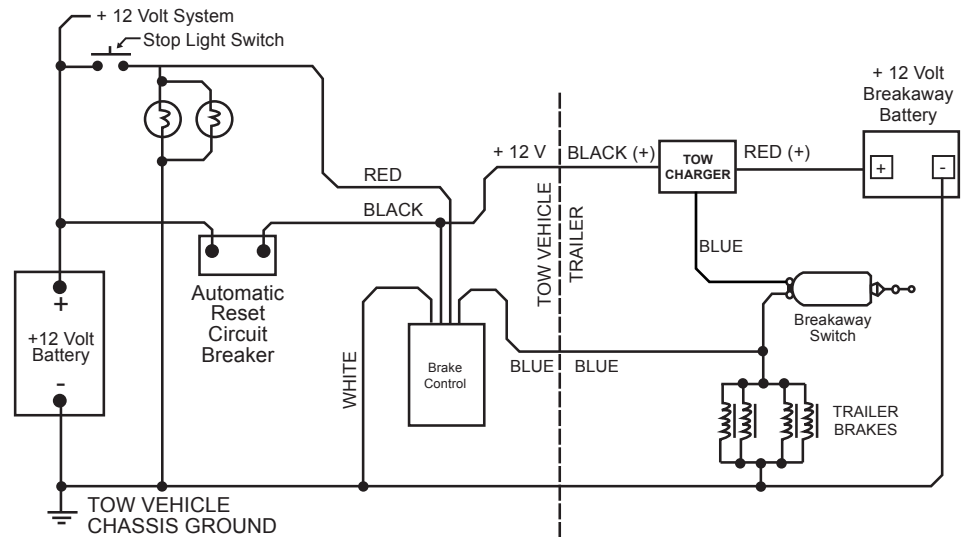 + 12 Volt System
Stop Light Switch
+ 12 Volt
Breakaway
Battery
+ 12 V
BLACK (+)
TOW
CHARGER
RED (+)
+
-
RED
BLACK
TOW VEHICLE
TRAILER
BLUE
+
+12 Volt
Battery
-
Automatic
Reset
Circuit
Breaker
WHITE
Brake
Control
Breakaway
Switch
BLUE
BLUE
TRAILER
BRAKES
TOW VEHICLE
CHASSIS GROUND